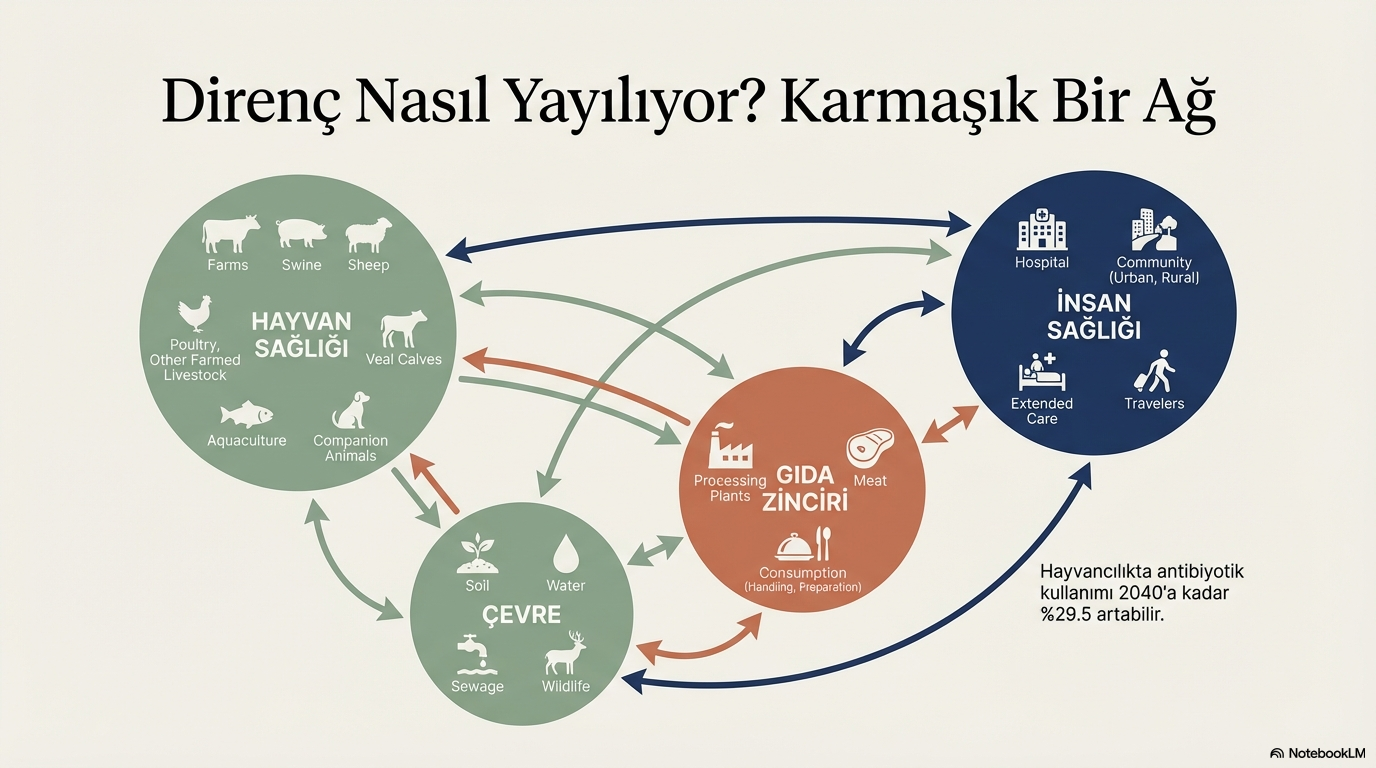 Direnç Nasıl Yayılıyor? Karmaşık Bir Ağ
Farms
Swine
Sheep
HAYVAN
SAĞLIĞI
Poultry,
Other Farmed
Livestock
Veal Calves
Aquaculture
Companion
Animals
Hospital
Community
(Urban, Rural)
İNSAN
SAĞLIĞI
Extended
Care
Travelers
Processing
Plants
GIDA
ZİNCİRİ
Meat
Consumption
(Handling, Preparation)
Soil
Water
ÇEVRE
Sewage
Wildlife
Hayvancılıkta antibiyotik
kullanımı 2040'a kadar
%29.5 artabilir.
NotebookLM